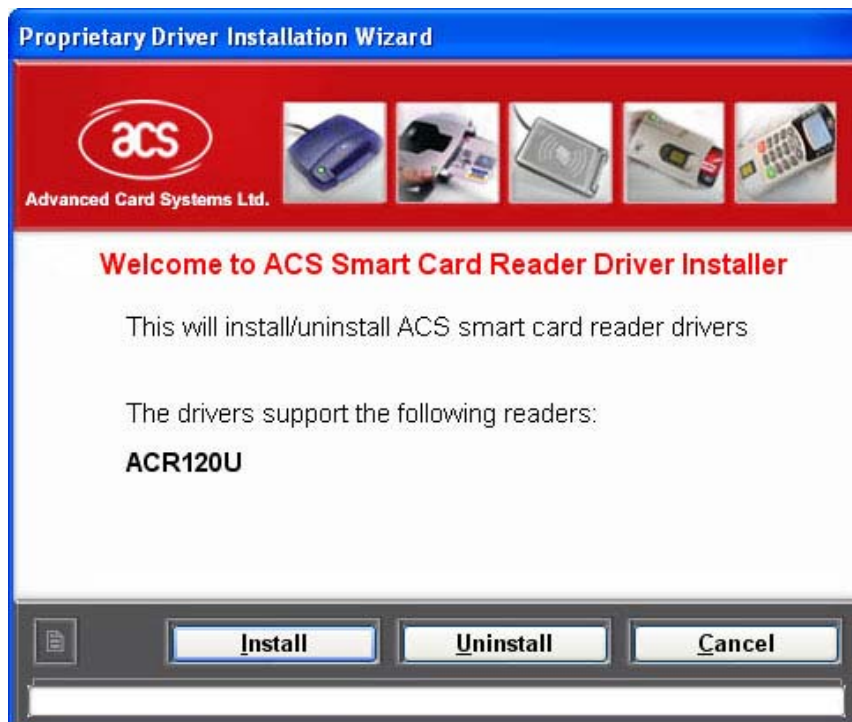 Proprietary Driver Installation Wizard
acs
Advanced Card Systems Ltd.
Welcome to ACS Smart Card Reader Driver Installer
This will install/uninstall ACS smart card reader drivers
The drivers support the following readers:
ACR120U
Install
Uninstall
Cancel